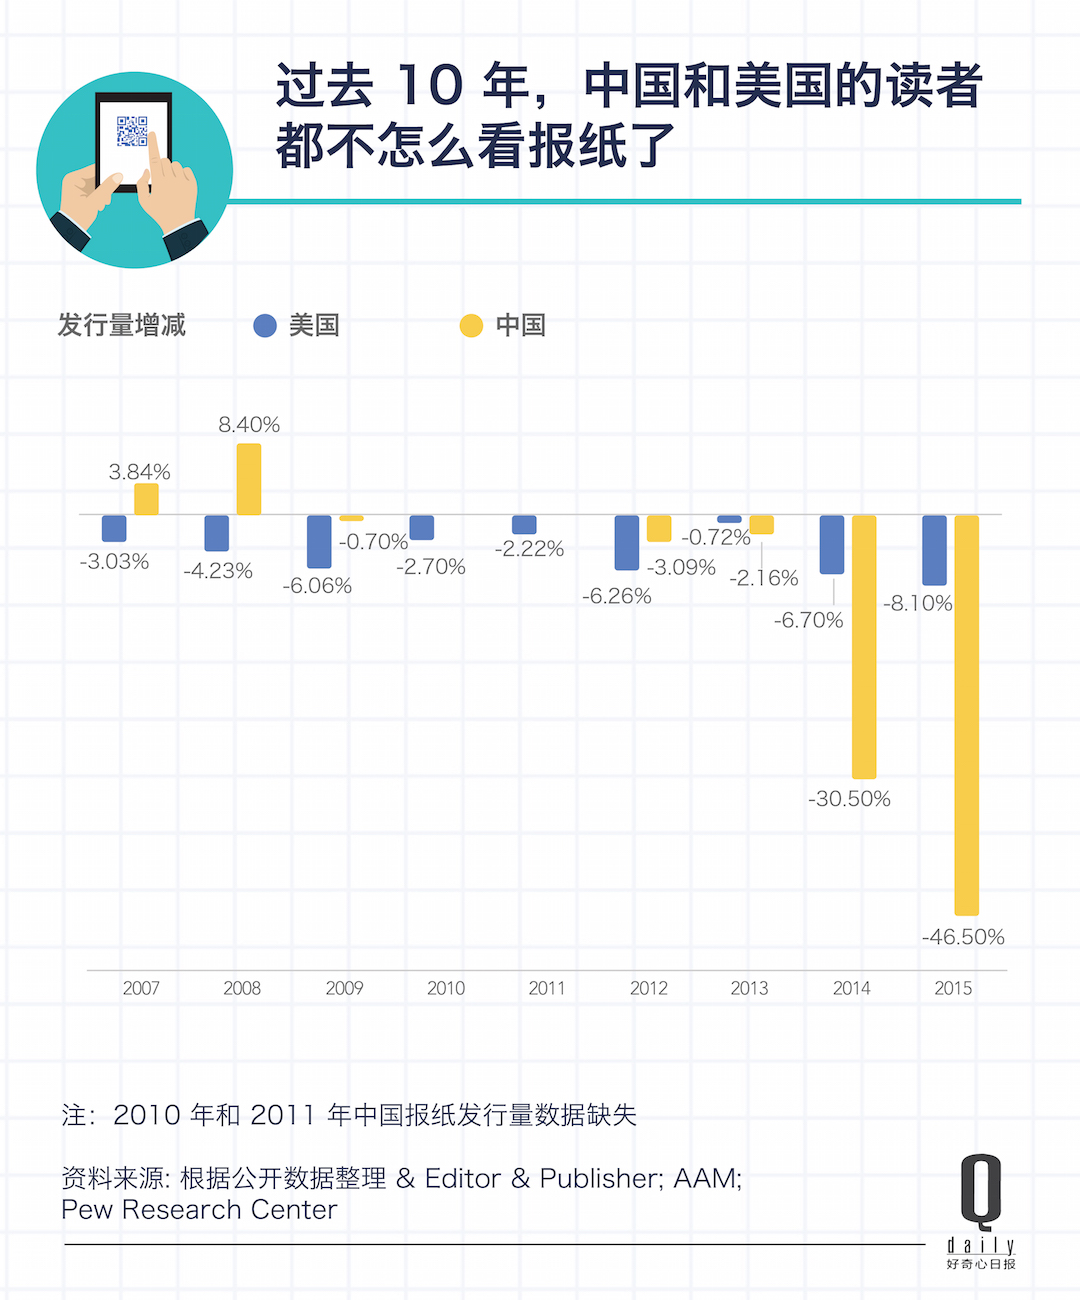 过去 10 年，中国和美国的读者
都不怎么看报纸了
发行量增减 美国 中国
8.40%
3.84%
-3.03%
-4.23%
-6.06%
-0.70%
-2.70%
-2.22%
-6.26%
-3.09%
-0.72%
-2.16%
-6.70%
-8.10%
-30.50%
-46.50%
2007 2008 2009 2010 2011 2012 2013 2014 2015
注：2010 年和 2011 年中国报纸发行量数据缺失
资料来源: 根据公开数据整理 & Editor & Publisher; AAM;
Pew Research Center
Q
daily
好奇心日报